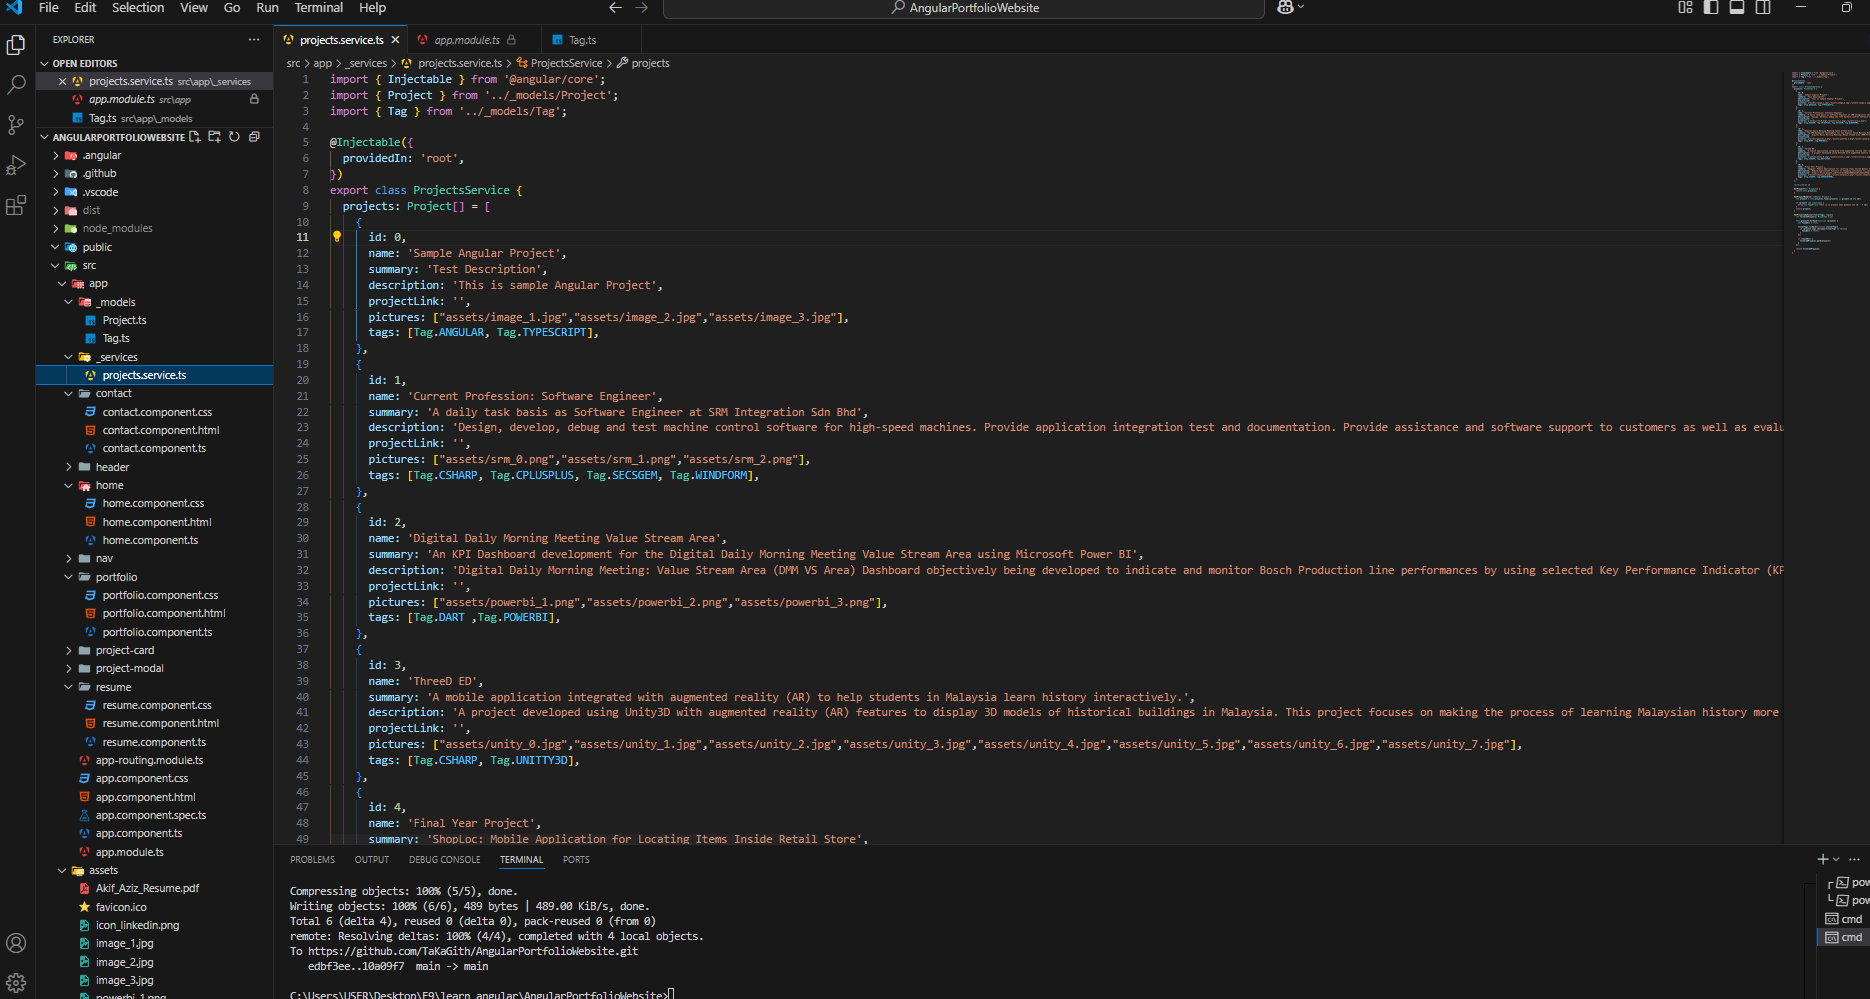 File Edit Selection View Go Run Terminal Help
AngularPortfolioWebsite
EXPLORER
OPEN EDITORS
projects.service.ts src\app\_services
app.module.ts src\app
Tag.ts src\app\_models
ANGULARPORTFOLIOWEBSITE
.angular
.github
.vscode
dist
node_modules
public
src
app
_models
Project.ts
Tag.ts
_services
projects.service.ts
contact
contact.component.css
contact.component.html
contact.component.ts
header
home
home.component.css
home.component.html
home.component.ts
nav
portfolio
portfolio.component.css
portfolio.component.html
portfolio.component.ts
project-card
project-modal
resume
resume.component.css
resume.component.html
resume.component.ts
app-routing.module.ts
app.component.css
app.component.html
app.component.spec.ts
app.component.ts
app.module.ts
assets
Akif_Aziz_Resume.pdf
favicon.ico
icon_linkedin.png
image_1.jpg
image_2.jpg
image_3.jpg
powerbi_1.png
projects.service.ts app.module.ts Tag.ts
src > app > _services > projects.service.ts > ProjectsService > projects
1 import { Injectable } from '@angular/core';
2 import { Project } from '../_models/Project';
3 import { Tag } from '../_models/Tag';
4
5 @Injectable({
6 providedIn: 'root',
7 })
8 export class ProjectsService {
9 projects: Project[] = [
10 {
11 id: 0,
12 name: 'Sample Angular Project',
13 summary: 'Test Description',
14 description: 'This is sample Angular Project',
15 projectLink: '',
16 pictures: ["assets/image_1.jpg","assets/image_2.jpg","assets/image_3.jpg"],
17 tags: [Tag.ANGULAR, Tag.TYPESCRIPT],
18 },
19 {
20 id: 1,
21 name: 'Current Profession: Software Engineer',
22 summary: 'A daily task basis as Software Engineer at SRM Integration Sdn Bhd',
23 description: 'Design, develop, debug and test machine control software for high-speed machines. Provide application integration test and documentation. Provide assistance and software support to customers as well as evalu
24 projectLink: '',
25 pictures: ["assets/srm_0.png","assets/srm_1.png","assets/srm_2.png"],
26 tags: [Tag.CSHARP, Tag.CPLUSPLUS, Tag.SECSGEM, Tag.WINDFORM],
27 },
28 {
29 id: 2,
30 name: 'Digital Daily Morning Meeting Value Stream Area',
31 summary: 'An KPI Dashboard development for the Digital Daily Morning Meeting Value Stream Area using Microsoft Power BI',
32 description: 'Digital Daily Morning Meeting: Value Stream Area (DMM VS Area) Dashboard objectively being developed to indicate and monitor Bosch Production line performances by using selected Key Performance Indicator (KP
33 projectLink: '',
34 pictures: ["assets/powerbi_1.png","assets/powerbi_2.png","assets/powerbi_3.png"],
35 tags: [Tag.DART ,Tag.POWERBI],
36 },
37 {
38 id: 3,
39 name: 'ThreeD ED',
40 summary: 'A mobile application integrated with augmented reality (AR) to help students in Malaysia learn history interactively.',
41 description: 'A project developed using Unity3D with augmented reality (AR) features to display 3D models of historical buildings in Malaysia. This project focuses on making the process of learning Malaysian history more
42 projectLink: '',
43 pictures: ["assets/unity_0.jpg","assets/unity_1.jpg","assets/unity_2.jpg","assets/unity_3.jpg","assets/unity_4.jpg","assets/unity_5.jpg","assets/unity_6.jpg","assets/unity_7.jpg"],
44 tags: [Tag.CSHARP, Tag.UNITTY3D],
45 },
46 {
47 id: 4,
48 name: 'Final Year Project',
49 summary: 'ShopLoc: Mobile Application for Locating Items Inside Retail Store',
PROBLEMS OUTPUT DEBUG CONSOLE TERMINAL PORTS
Compressing objects: 100% (5/5), done.
Writing objects: 100% (6/6), 489 bytes | 489.00 KiB/s, done.
Total 6 (delta 4), reused 0 (delta 0), pack-reused 0 (from 0)
remote: Resolving deltas: 100% (4/4), completed with 4 local objects.
To https://github.com/TaKaGith/AngularPortfolioWebsite.git
edbf3ee..10a09f7 main -> main
C:\Users\USER\Desktop\E9\learn_angular\AngularPortfolioWebsite>
pow
pow
cmd
cmd